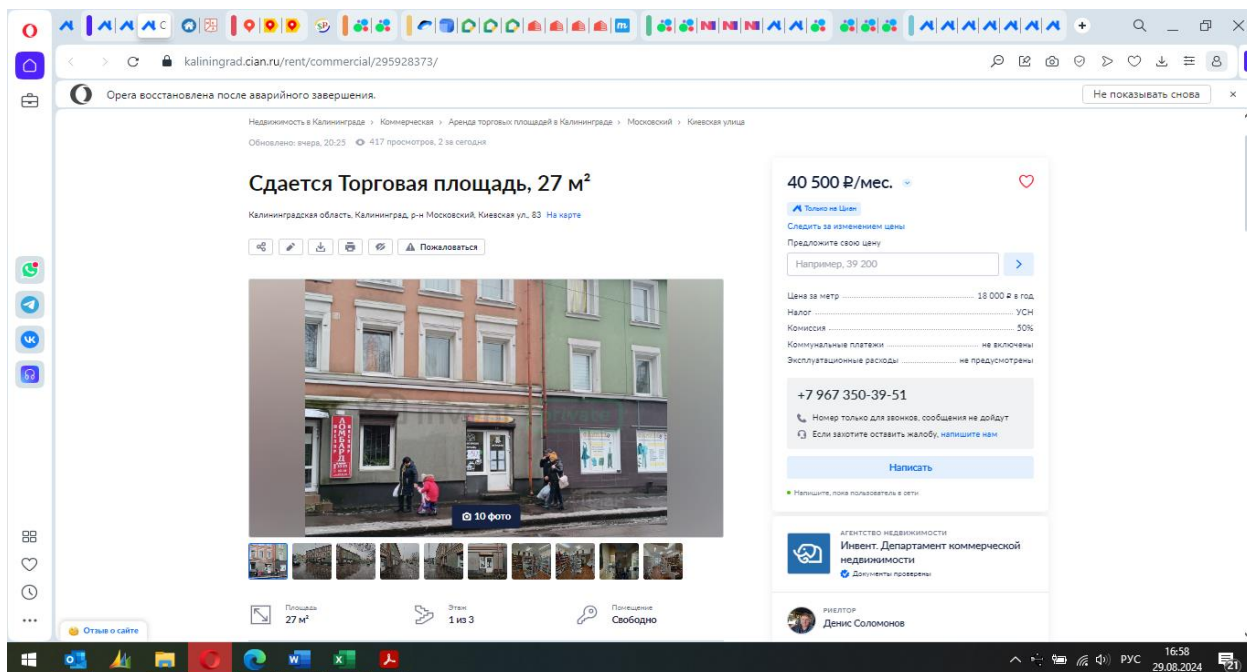 kaliningrad.cian.ru/rent/commercial/295928373/
Opera восстановлена после аварийного завершения.
Не показывать снова
Недвижимость в Калининграде > Коммерческая > Аренда торговых площадей в Калининграде > Московский > Киевская улица
Обновлено: вчера, 20:25 417 просмотров, 2 за сегодня
Сдается Торговая площадь, 27 м²
Калининградская область, Калининград, р-н Московский, Киевская ул., 83 На карте
Пожаловаться
ЛОМБАРД
10 фото
Площадь
27 м²
Этаж
1 из 3
Помещение
Свободно
40 500 ₽/мес.
Только на Циан
Следить за изменением цены
Предложите свою цену
Например, 39 200
Цена за метр 18 000 ₽ в год
Налог УСН
Комиссия 50%
Коммунальные платежи не включены
Эксплуатационные расходы не предусмотрены
+7 967 350-39-51
Номер только для звонков, сообщения не дойдут
Если захотите оставить жалобу, напишите нам
Написать
Напишите, пока пользователь в сети
АГЕНТСТВО НЕДВИЖИМОСТИ
Инвент. Департамент коммерческой
недвижимости
Документы проверены
РИЕЛТОР
Денис Соломонов
Отзыв о сайте
РУС
16:58
29.08.2024
21